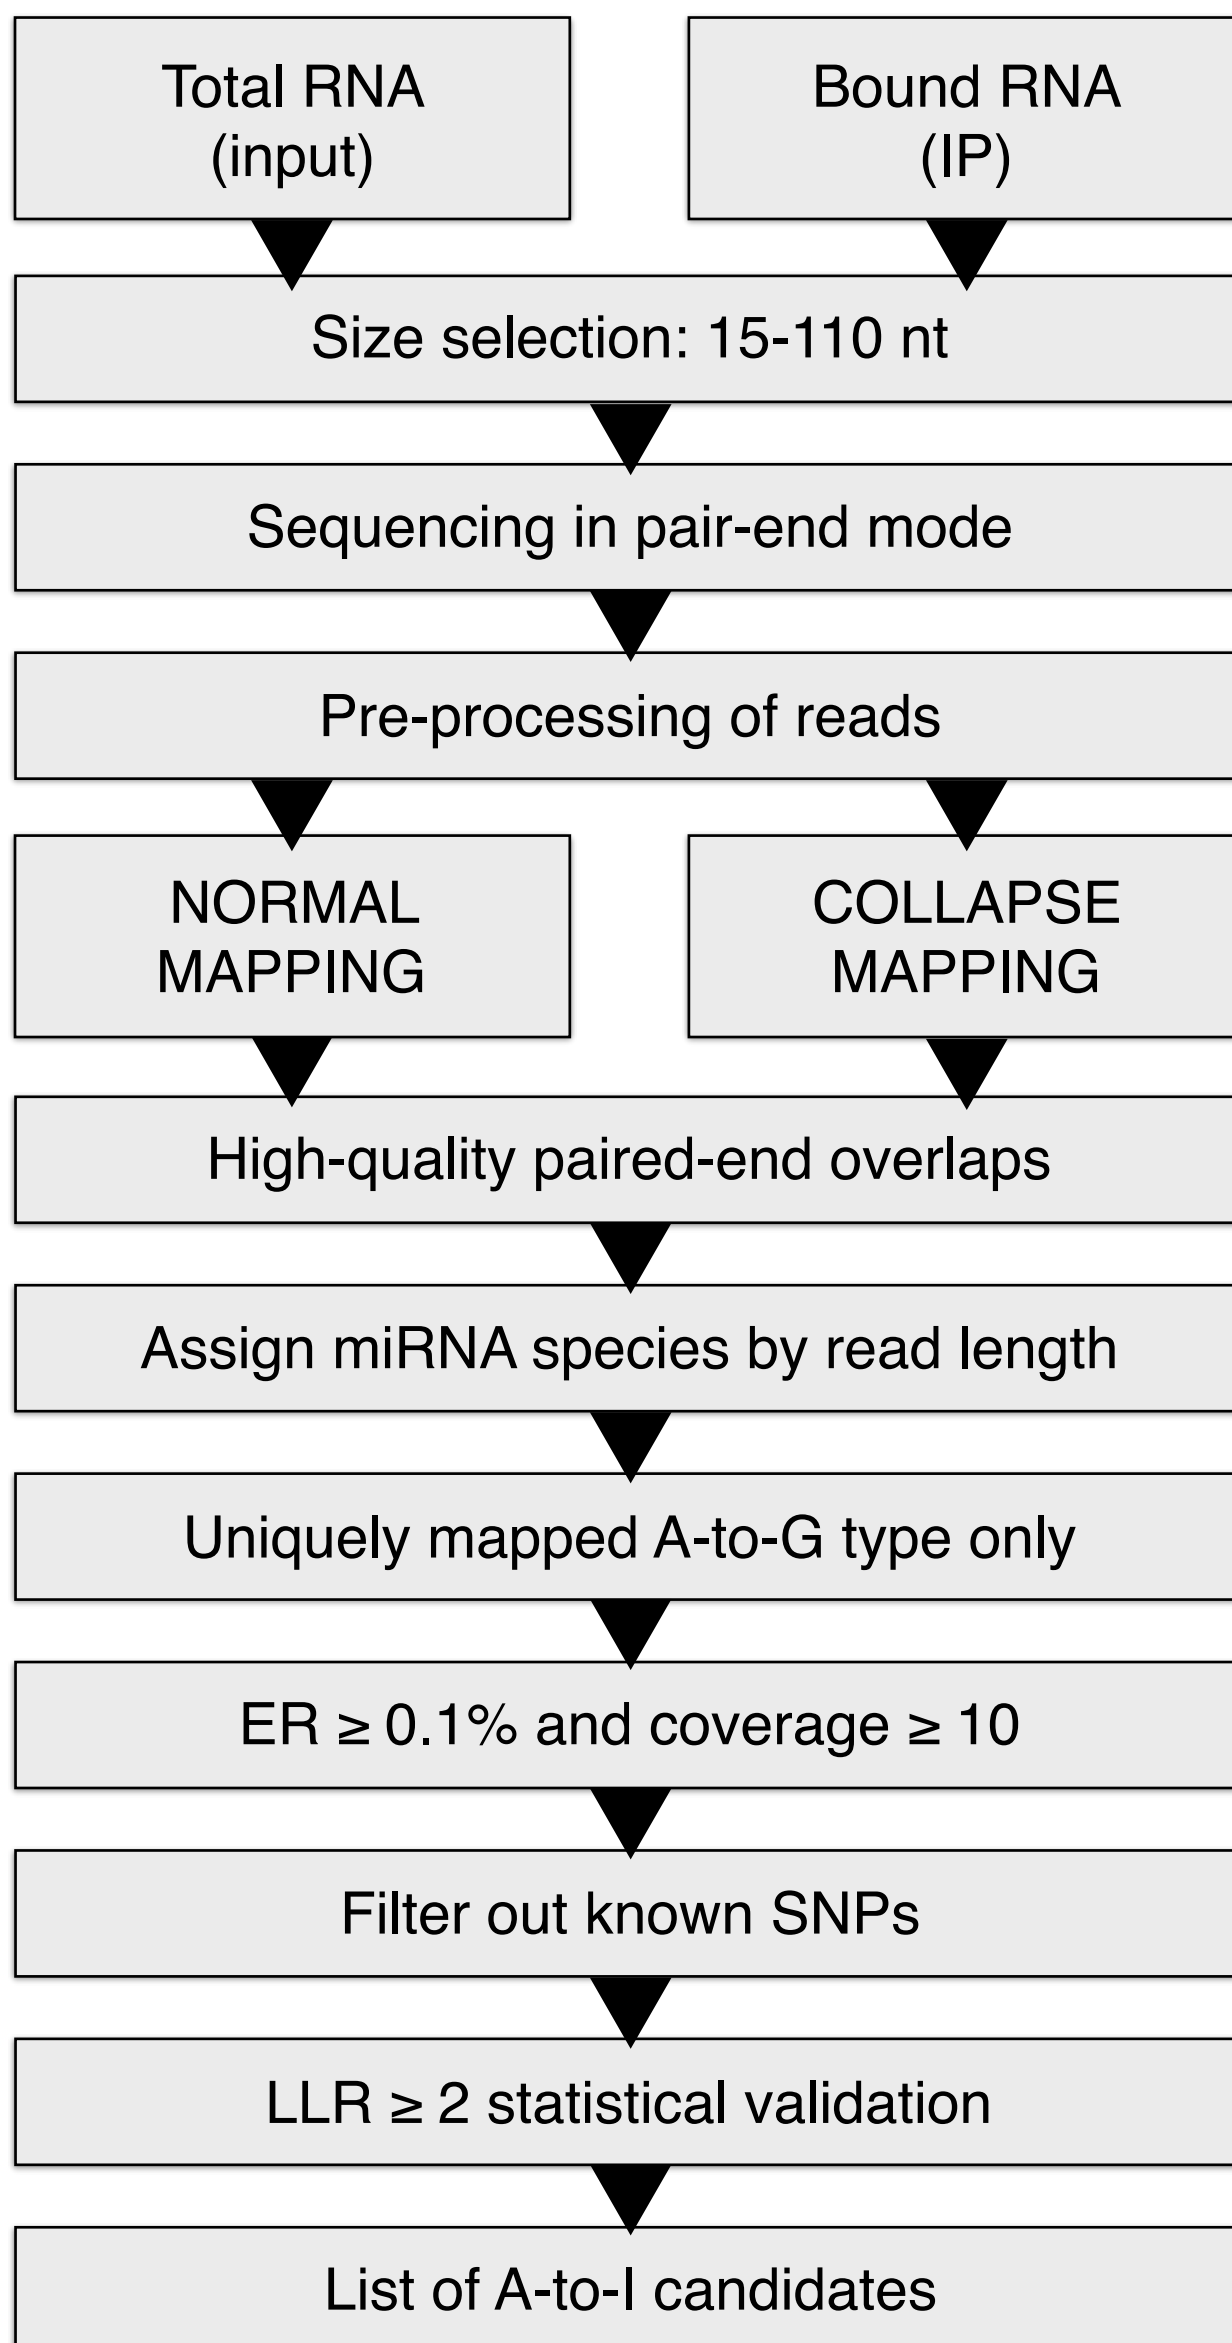 Total RNA
(input)
Bound RNA
(IP)
Size selection: 15-110 nt
Sequencing in pair-end mode
Pre-processing of reads
NORMAL
MAPPING
COLLAPSE
MAPPING
High-quality paired-end overlaps
Assign miRNA species by read length
Uniquely mapped A-to-G type only
ER ≥ 0.1% and coverage ≥ 10
Filter out known SNPs
LLR ≥ 2 statistical validation
List of A-to-I candidates